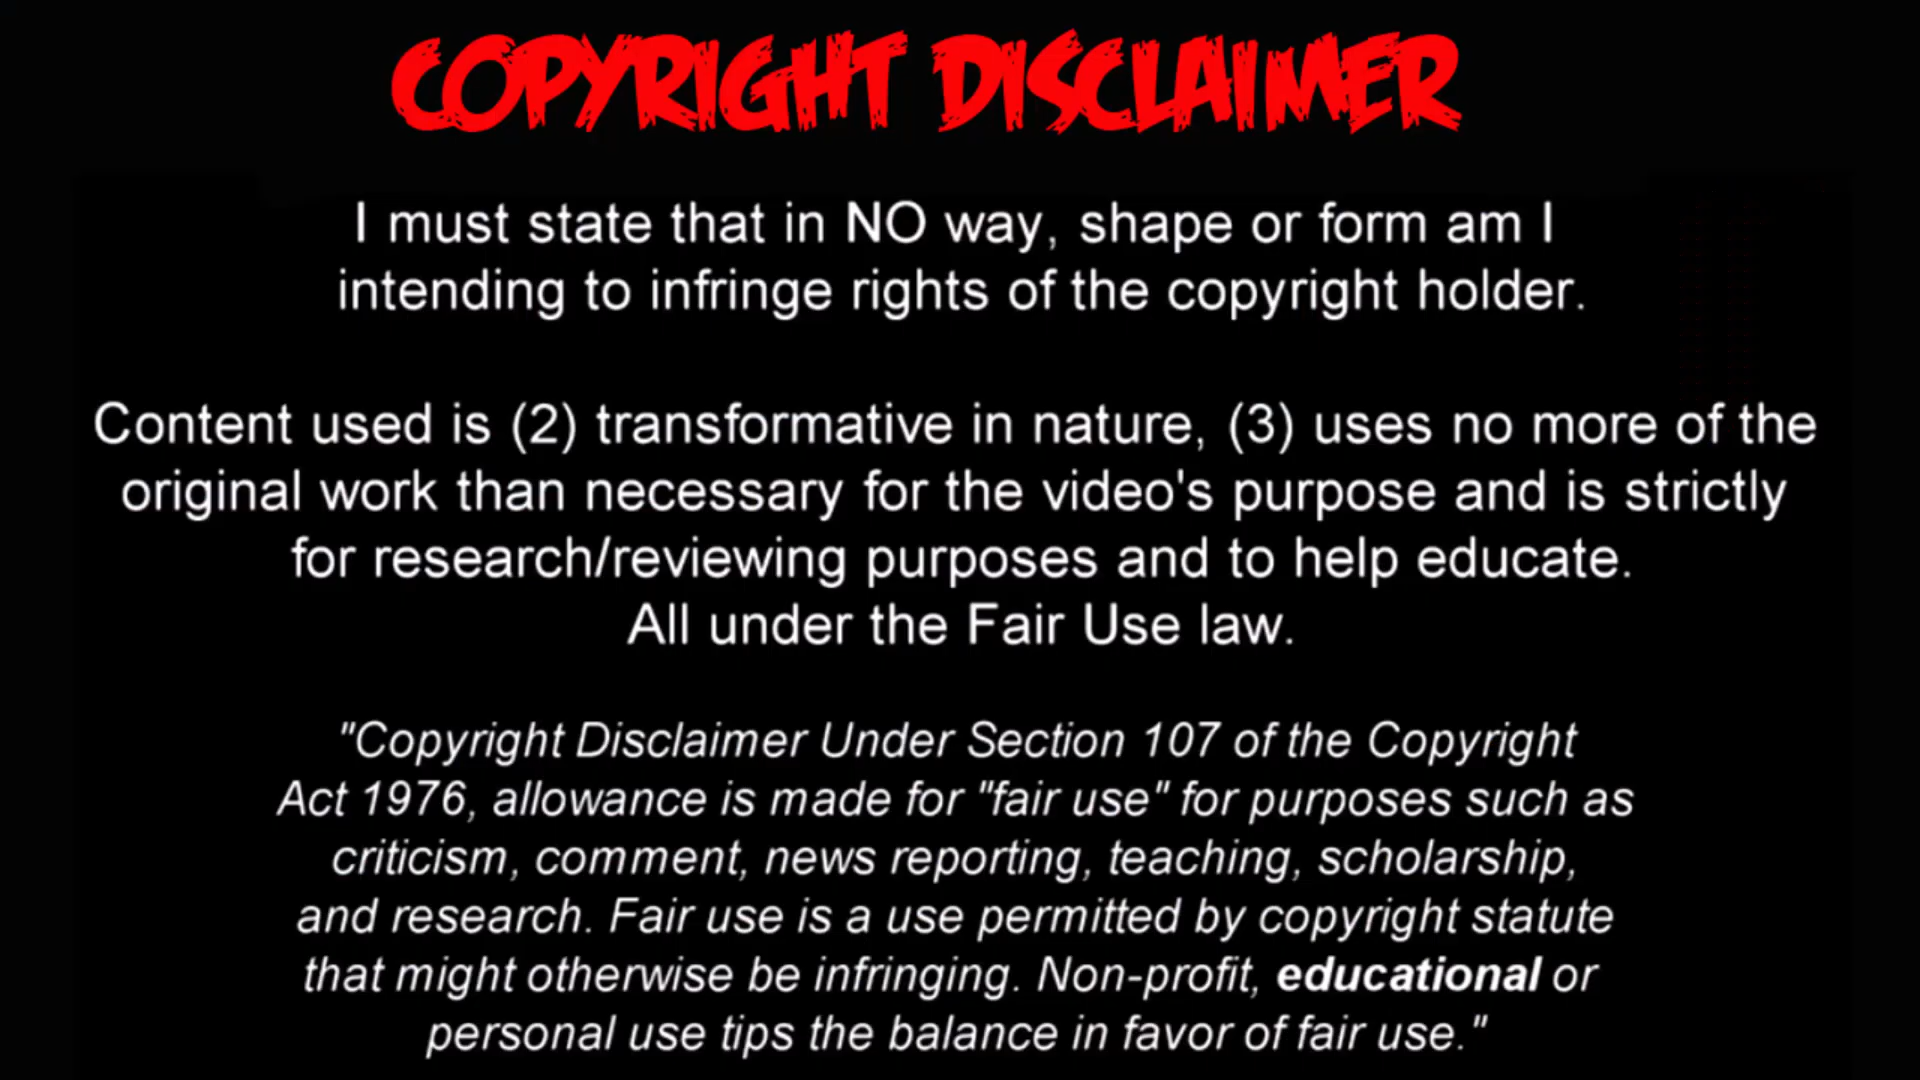 COPYRIGHT DISCLAIMER
I must state that in NO way, shape or form am I
intending to infringe rights of the copyright holder.
Content used is (2) transformative in nature, (3) uses no more of the
original work than necessary for the video's purpose and is strictly
for research/reviewing purposes and to help educate.
All under the Fair Use law.
"Copyright Disclaimer Under Section 107 of the Copyright
Act 1976, allowance is made for "fair use" for purposes such as
criticism, comment, news reporting, teaching, scholarship,
and research. Fair use is a use permitted by copyright statute
that might otherwise be infringing. Non-profit, educational or
personal use tips the balance in favor of fair use."